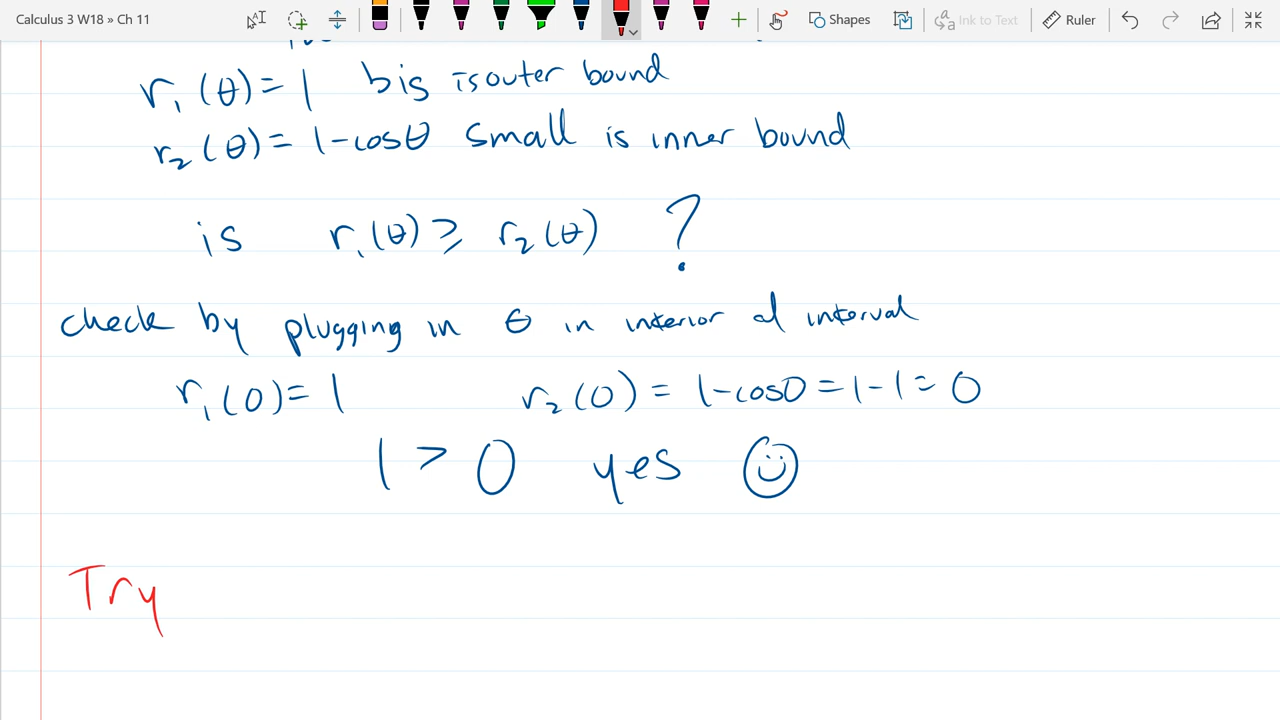 Calculus 3 W18 » Ch 11
Shapes
Ink to Text
Ruler
r₁(θ)=1 big is outer bound
r₂(θ)= 1-cosθ small is inner bound
is r₁(θ) ≥ r₂(θ) ?
check by plugging in θ in interior of interval
r₁(0)=1 r₂(0)= 1-cos0=1-1=0
1 > 0 yes ☺
Try